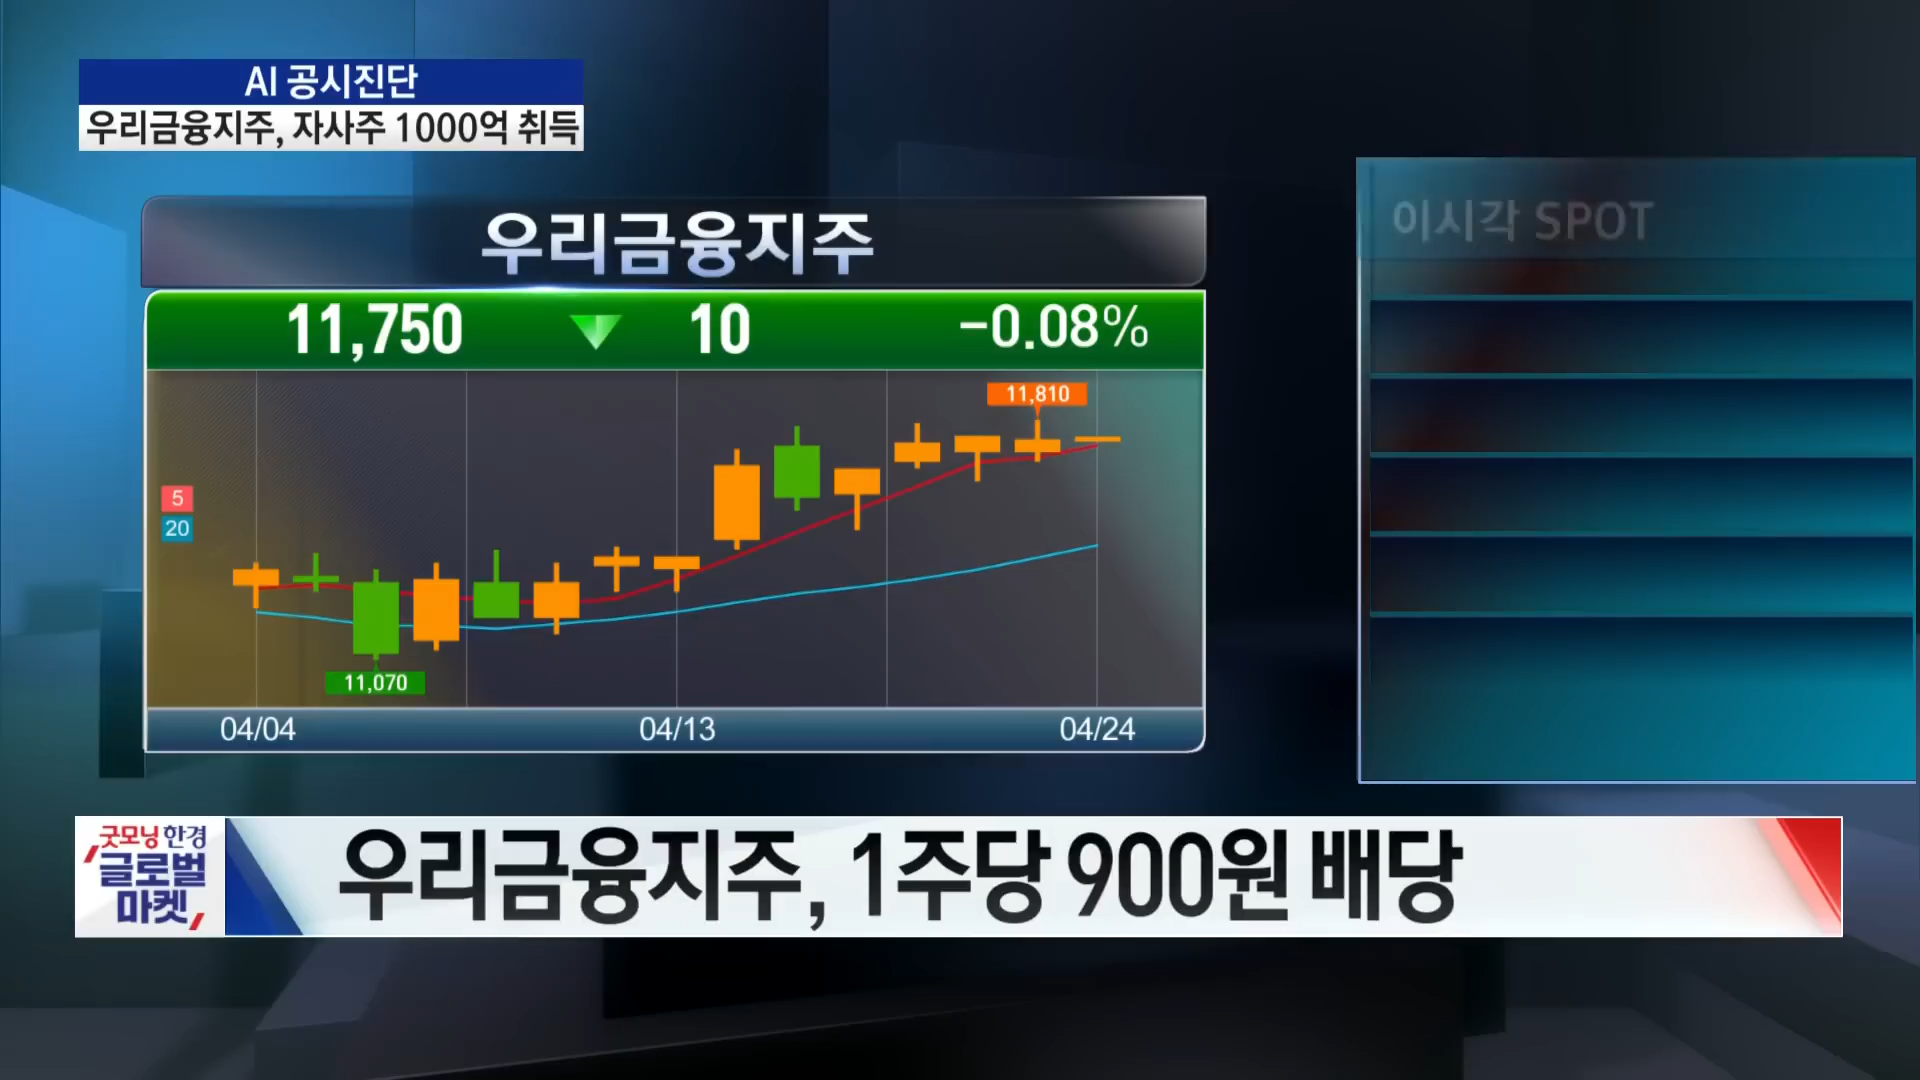 AI 공시진단
우리금융지주, 자사주 1000억 취득
우리금융지주
11,750 ▼ 10 -0.08%
11,810
5
20
11,070
04/04 04/13 04/24
이시각 SPOT
굿모닝 한경
글로벌
마켓
우리금융지주, 1주당 900원 배당